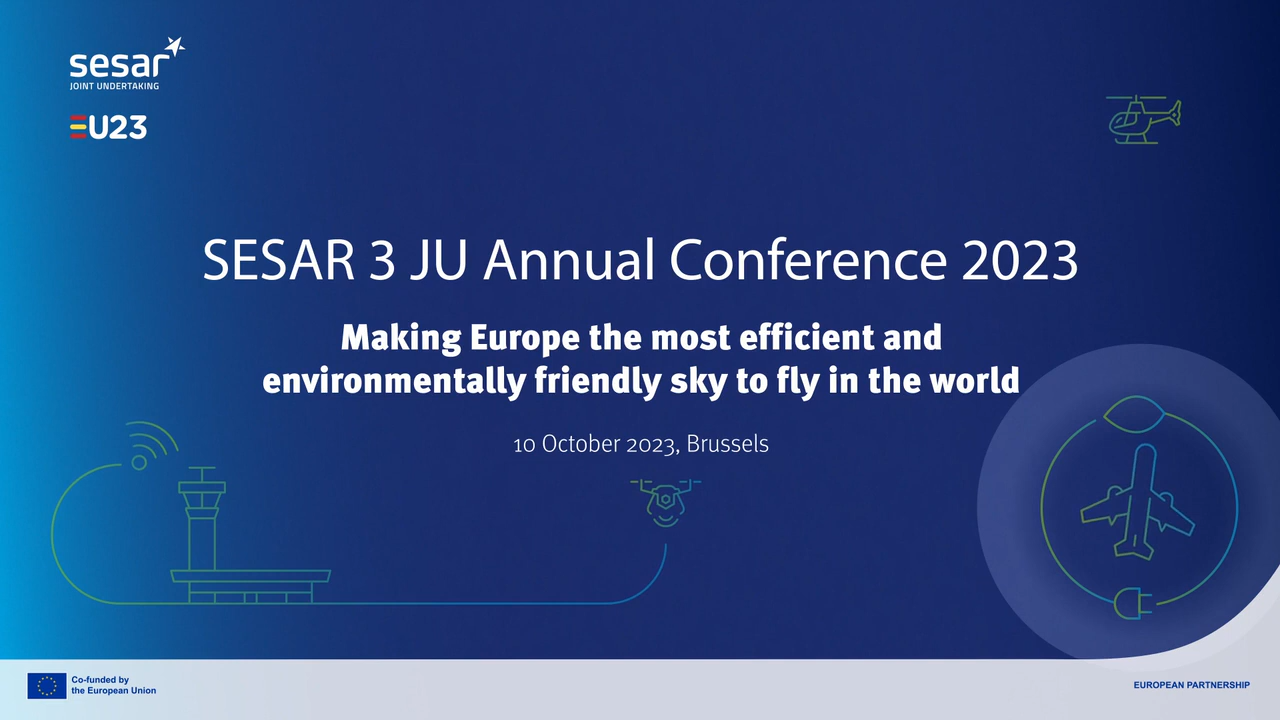 sesar
JOINT UNDERTAKING
EU23
SESAR 3 JU Annual Conference 2023
Making Europe the most efficient and
environmentally friendly sky to fly in the world
10 October 2023, Brussels
Co-funded by
the European Union
EUROPEAN PARTNERSHIP